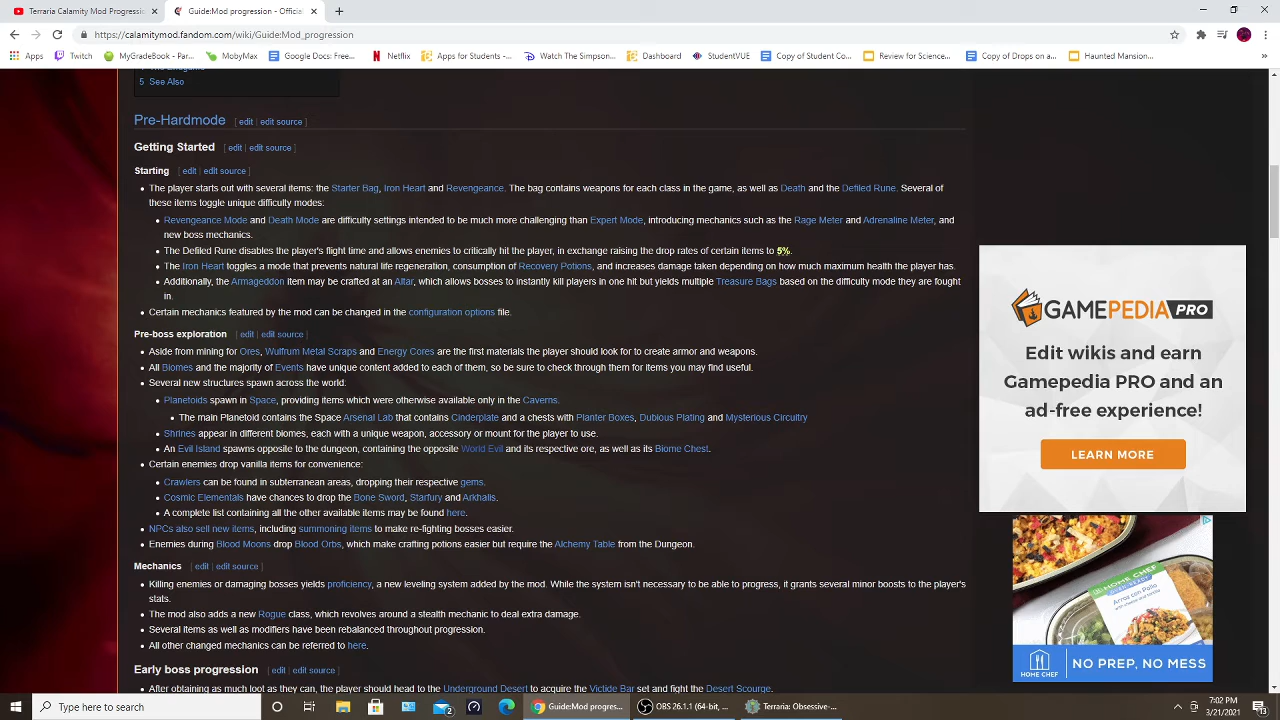 Terraria Calamity Mod Progressi
Guide:Mod progression - Officia
https://calamitymod.fandom.com/wiki/Guide:Mod_progression
Apps
Twitch
MyGradeBook - Par...
MobyMax
Google Docs: Free...
Netflix
Apps for Students -...
Watch The Simpson...
Dashboard
StudentVUE
Copy of Student Co...
Review for Science...
Copy of Drops on a...
Haunted Mansion...
»
5 See Also
Pre-Hardmode [ edit | edit source ]
Getting Started [ edit | edit source ]
Starting [ edit | edit source ]
The player starts out with several items: the Starter Bag, Iron Heart and Revengeance. The bag contains weapons for each class in the game, as well as Death and the Defiled Rune. Several of
these items toggle unique difficulty modes:
Revengeance Mode and Death Mode are difficulty settings intended to be much more challenging than Expert Mode, introducing mechanics such as the Rage Meter and Adrenaline Meter, and
new boss mechanics.
The Defiled Rune disables the player's flight time and allows enemies to critically hit the player, in exchange raising the drop rates of certain items to 5%.
The Iron Heart toggles a mode that prevents natural life regeneration, consumption of Recovery Potions, and increases damage taken depending on how much maximum health the player has.
Additionally, the Armageddon item may be crafted at an Altar, which allows bosses to instantly kill players in one hit but yields multiple Treasure Bags based on the difficulty mode they are fought
in.
Certain mechanics featured by the mod can be changed in the configuration options file.
Pre-boss exploration [ edit | edit source ]
Aside from mining for Ores, Wulfrum Metal Scraps and Energy Cores are the first materials the player should look for to create armor and weapons.
All Biomes and the majority of Events have unique content added to each of them, so be sure to check through them for items you may find useful.
Several new structures spawn across the world:
Planetoids spawn in Space, providing items which were otherwise available only in the Caverns.
The main Planetoid contains the Space Arsenal Lab that contains Cinderplate and a chests with Planter Boxes, Dubious Plating and Mysterious Circuitry
Shrines appear in different biomes, each with a unique weapon, accessory or mount for the player to use.
An Evil Island spawns opposite to the dungeon, containing the opposite World Evil and its respective ore, as well as its Biome Chest.
Certain enemies drop vanilla items for convenience:
Crawlers can be found in subterranean areas, dropping their respective gems.
Cosmic Elementals have chances to drop the Bone Sword, Starfury and Arkhalis.
A complete list containing all the other available items may be found here.
NPCs also sell new items, including summoning items to make re-fighting bosses easier.
Enemies during Blood Moons drop Blood Orbs, which make crafting potions easier but require the Alchemy Table from the Dungeon.
Mechanics [ edit | edit source ]
Killing enemies or damaging bosses yields proficiency, a new leveling system added by the mod. While the system isn't necessary to be able to progress, it grants several minor boosts to the player's
stats.
The mod also adds a new Rogue class, which revolves around a stealth mechanic to deal extra damage.
Several items as well as modifiers have been rebalanced throughout progression.
All other changed mechanics can be referred to here.
Early boss progression [ edit | edit source ]
After obtaining as much loot as they can, the player should head to the Underground Desert to acquire the Victide Bar set and fight the Desert Scourge.
GAMEPEDIA PRO
Edit wikis and earn
Gamepedia PRO and an
ad-free experience!
LEARN MORE
Arroz con Pollo
HOME CHEF
NO PREP, NO MESS
Type here to search
2
Guide:Mod progres...
OBS 26.1.1 (64-bit, ...
Terraria: Obsessive-...
7:02 PM
3/21/2021
13